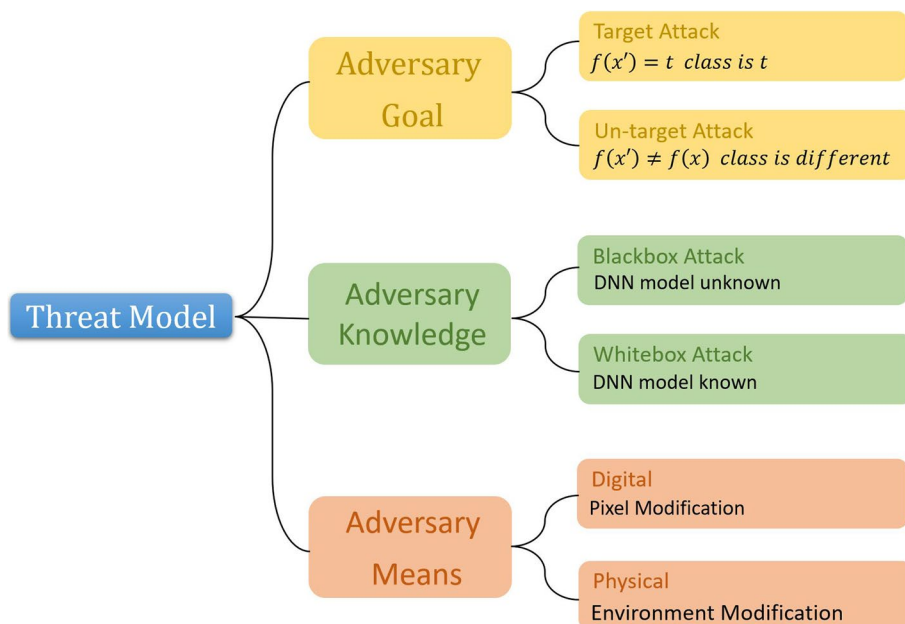 Threat Model
Adversary
Goal
Target Attack
f(x′) = t class is t
Un-target Attack
f(x′) ≠ f(x) class is different
Adversary
Knowledge
Blackbox Attack
DNN model unknown
Whitebox Attack
DNN model known
Adversary
Means
Digital
Pixel Modification
Physical
Environment Modification